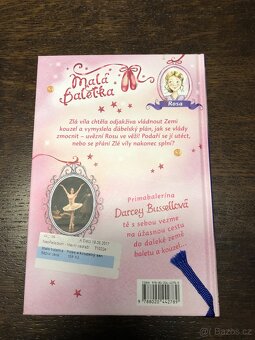 Malá
Baletka
Rosa
Zlá víla chtěla odjakživa vládnout Zemi
kouzel a vymyslela ďábelský plán, jak se vlády
zmocnit – uvězní Rosu ve věži! Podaří se jí utéct,
nebo se přání Zlé víly nakonec splní?
Primabalerína
Darcey Bussellová
tě s sebou vezme
na úžasnou cestu
do daleké země
baletu a kouzel...
Bazoš.cz